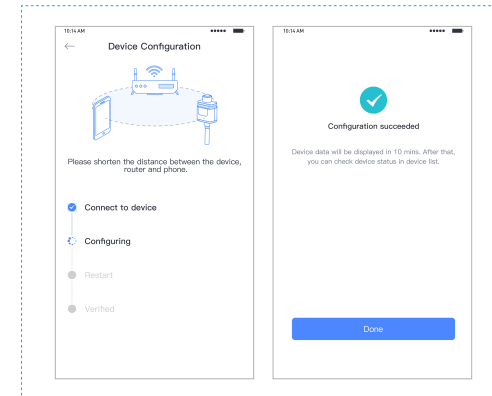 10:14 AM
Device Configuration
Please shorten the distance between the device,
router and phone.
Connect to device
Configuring
Restart
Verified
10:14 AM
Configuration succeeded
Device data will be displayed in 10 mins. After that,
you can check device status in device list.
Done